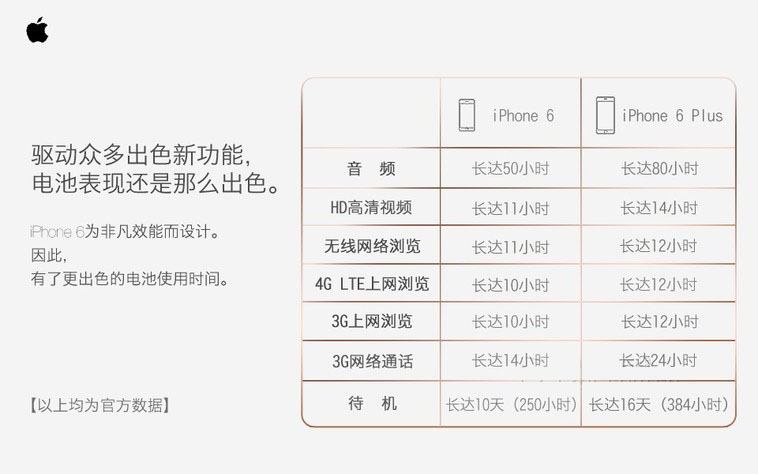 驱动众多出色新功能，
电池表现还是那么出色。
iPhone 6为非凡效能而设计。
因此，
有了更出色的电池使用时间。
【以上均为官方数据】
iPhone 6 iPhone 6 Plus
音 频 长达50小时 长达80小时
HD高清视频 长达11小时 长达14小时
无线网络浏览 长达11小时 长达12小时
4G LTE上网浏览 长达10小时 长达12小时
3G上网浏览 长达10小时 长达12小时
3G网络通话 长达14小时 长达24小时
待 机 长达10天（250小时） 长达16天（384小时）